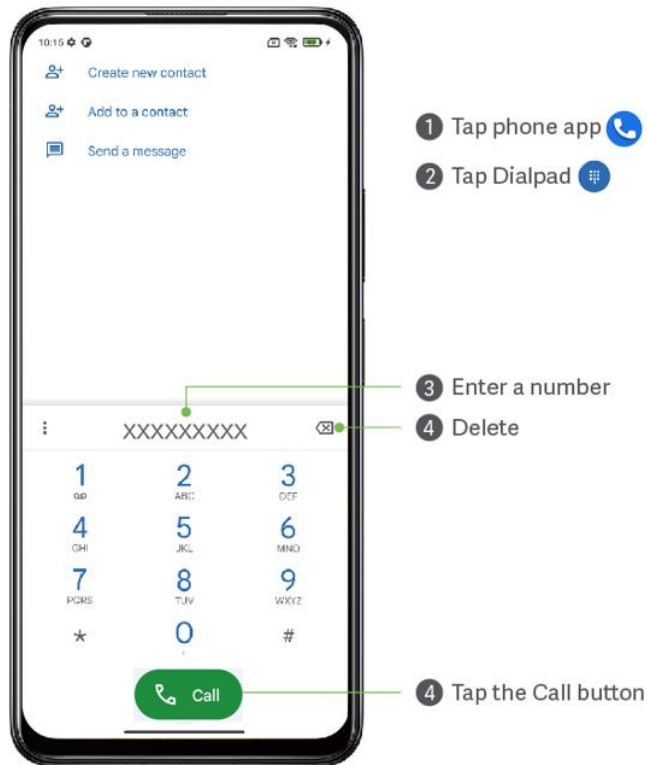 10:15
Create new contact
Add to a contact
Send a message
1 Tap phone app
2 Tap Dialpad
3 Enter a number
4 Delete
XXXXXXXXX
1 2 3
ABC DEF
4 5 6
GHI JKL MNO
7 8 9
PQRS TUV WXYZ
* 0 #
+
Call
4 Tap the Call button